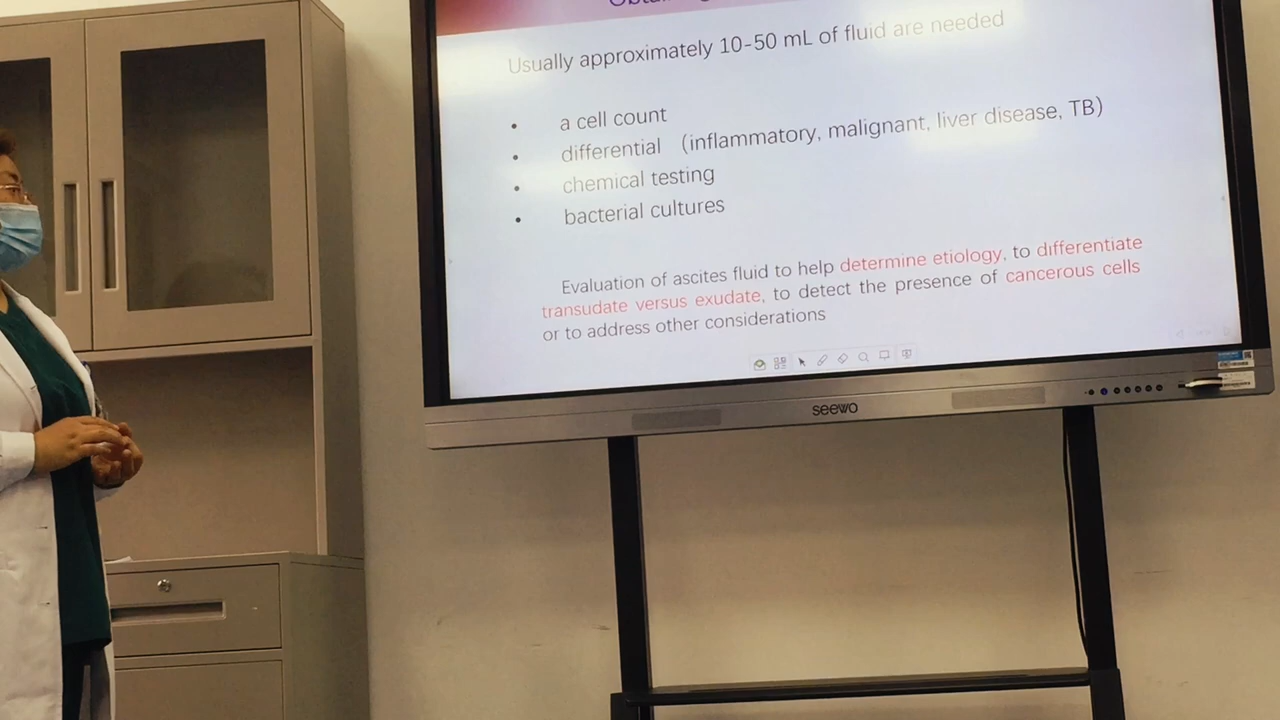 Usually approximately 10-50 mL of fluid are needed
• a cell count
• differential （inflammatory, malignant, liver disease, TB）
• chemical testing
• bacterial cultures
Evaluation of ascites fluid to help determine etiology, to differentiate
transudate versus exudate, to detect the presence of cancerous cells
or to address other considerations
seewo